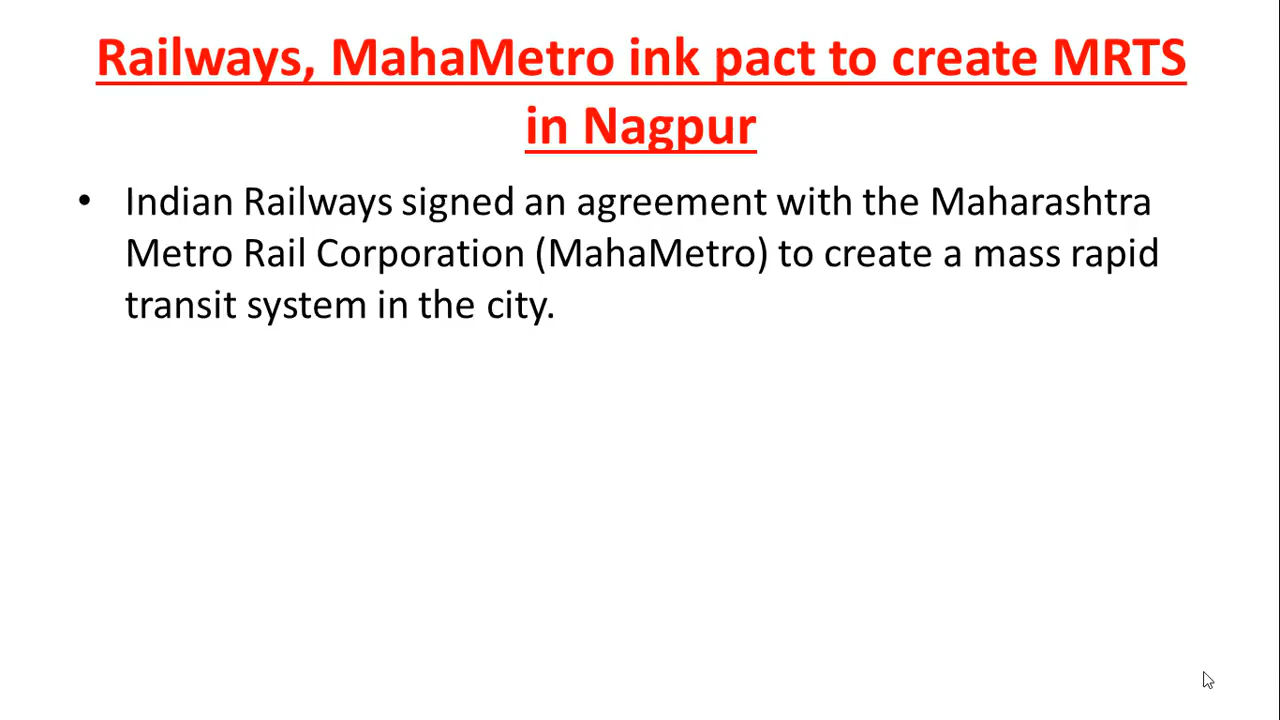 Railways, MahaMetro ink pact to create MRTS
in Nagpur
• Indian Railways signed an agreement with the Maharashtra
Metro Rail Corporation (MahaMetro) to create a mass rapid
transit system in the city.